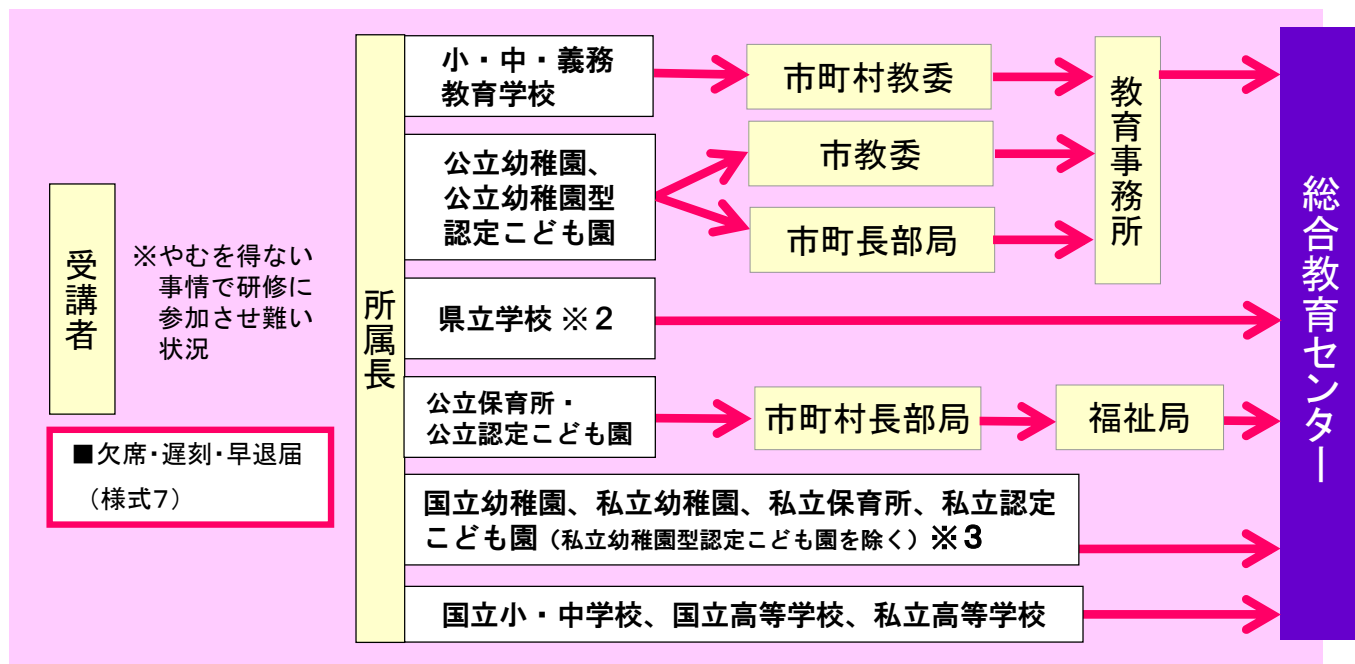 受講者
※やむを得ない
事情で研修に
参加させ難い
状況
■欠席・遅刻・早退届
（様式７）
所属長
小・中・義務
教育学校
市町村教委
教育事務所
公立幼稚園、
公立幼稚園型
認定こども園
市教委
市町長部局
県立学校 ※２
公立保育所・
公立認定こども園
市町村長部局
福祉局
国立幼稚園、私立幼稚園、私立保育所、私立認定
こども園（私立幼稚園型認定こども園を除く）※３
国立小・中学校、国立高等学校、私立高等学校
総合教育センター